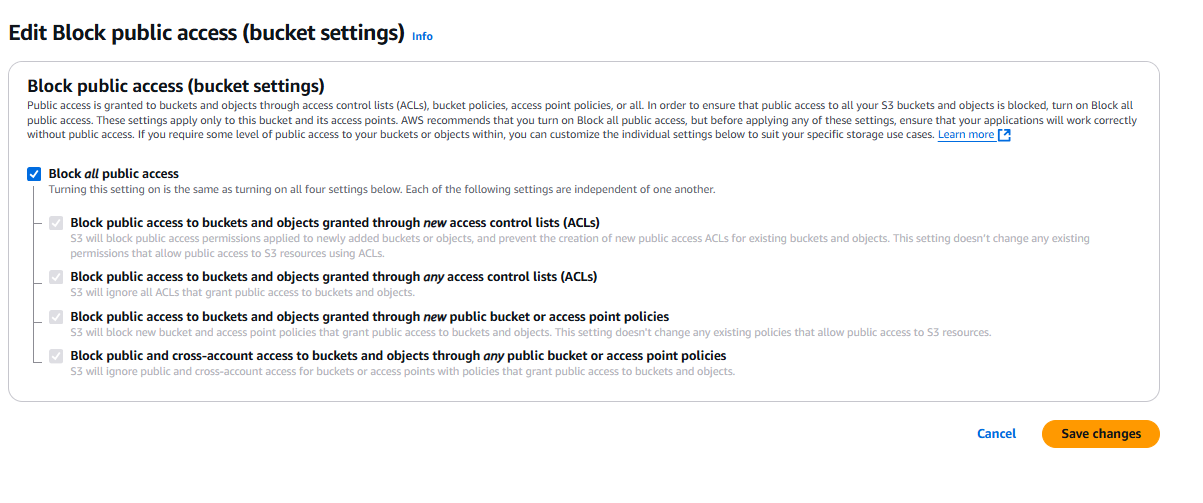 Edit Block public access (bucket settings) Info
Block public access (bucket settings)
Public access is granted to buckets and objects through access control lists (ACLs), bucket policies, access point policies, or all. In order to ensure that public access to all your S3 buckets and objects is blocked, turn on Block all
public access. These settings apply only to this bucket and its access points. AWS recommends that you turn on Block all public access, but before applying any of these settings, ensure that your applications will work correctly
without public access. If you require some level of public access to your buckets or objects within, you can customize the individual settings below to suit your specific storage use cases. Learn more
Block all public access
Turning this setting on is the same as turning on all four settings below. Each of the following settings are independent of one another.
Block public access to buckets and objects granted through new access control lists (ACLs)
S3 will block public access permissions applied to newly added buckets or objects, and prevent the creation of new public access ACLs for existing buckets and objects. This setting doesn't change any existing
permissions that allow public access to S3 resources using ACLs.
Block public access to buckets and objects granted through any access control lists (ACLs)
S3 will ignore all ACLs that grant public access to buckets and objects.
Block public access to buckets and objects granted through new public bucket or access point policies
S3 will block new bucket and access point policies that grant public access to buckets and objects. This setting doesn't change any existing policies that allow public access to S3 resources.
Block public and cross-account access to buckets and objects through any public bucket or access point policies
S3 will ignore public and cross-account access for buckets or access points with policies that grant public access to buckets and objects.
Cancel
Save changes